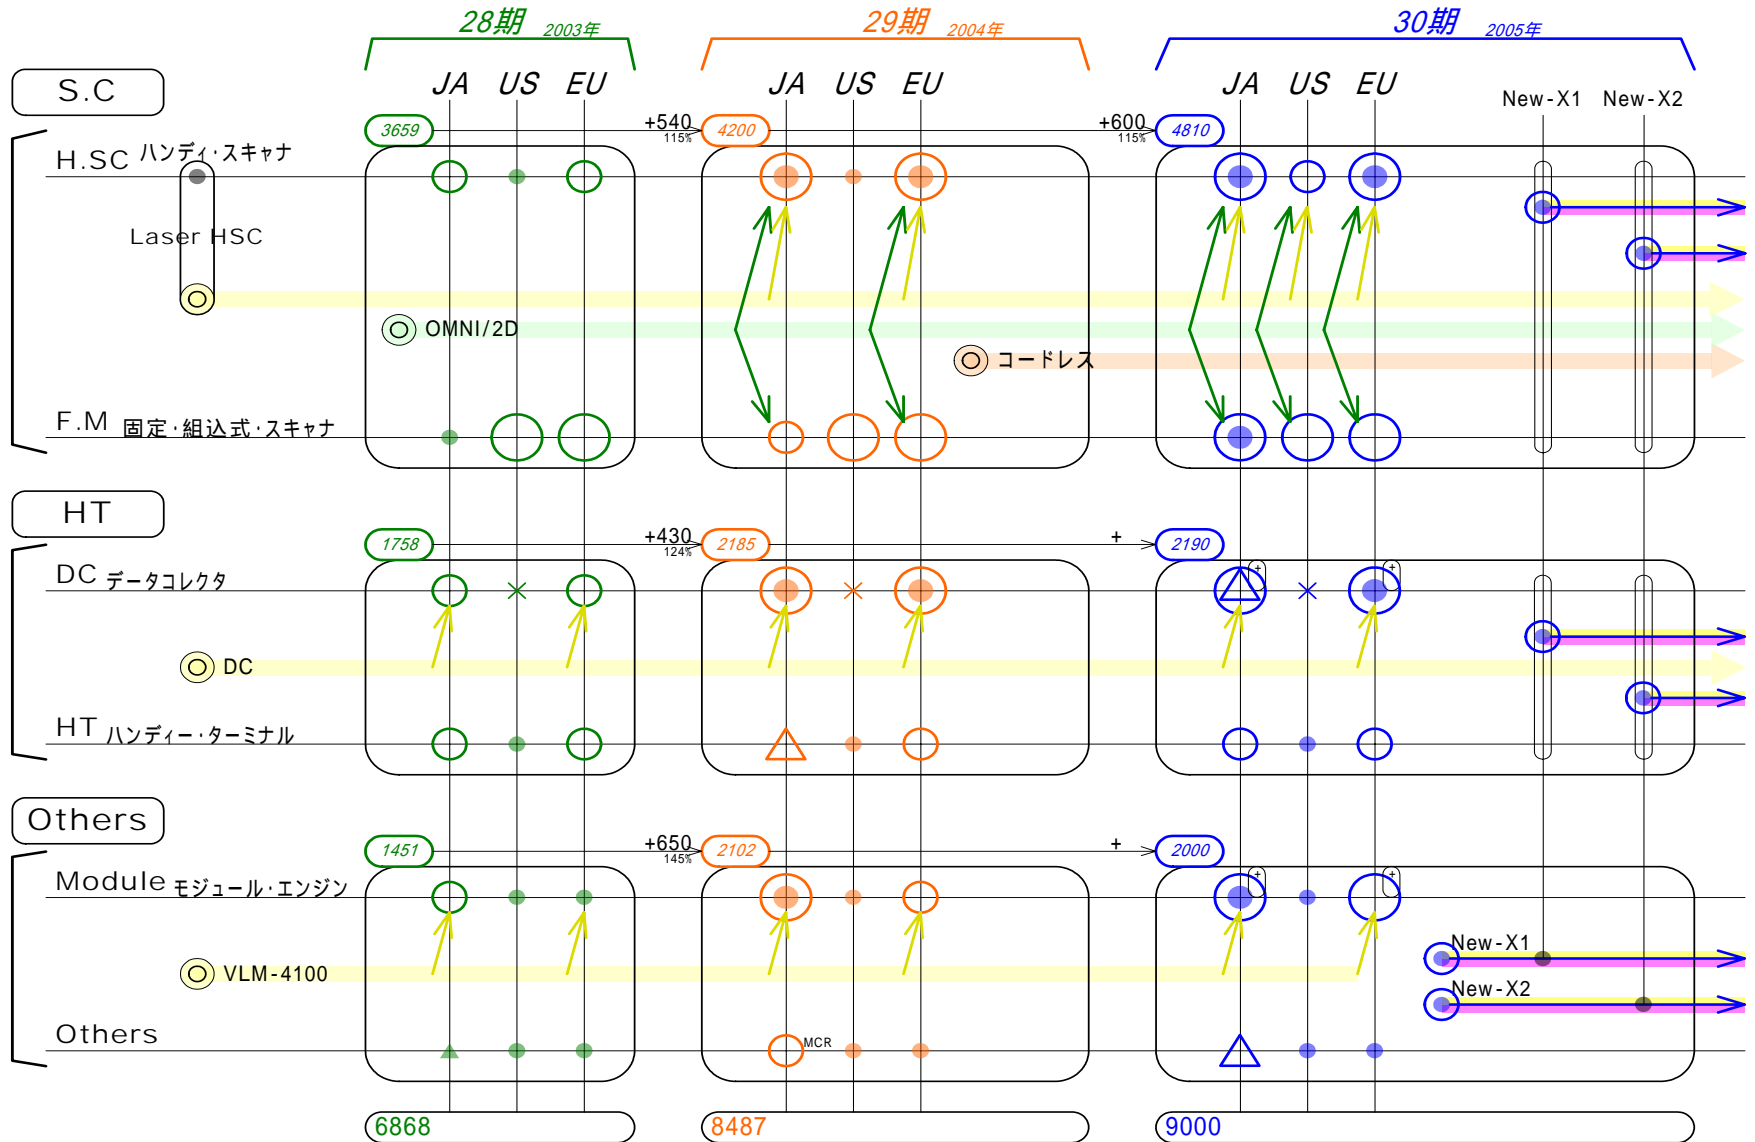 28期 2003年
29期 2004年
30期 2005年
S.C
JA US EU
JA US EU
JA US EU
New-X1 New-X2
3659
+540
115%
4200
+600
115%
4810
H.SC ハンディ・スキャナ
Laser HSC
OMNI/2D
コードレス
F.M 固定・組込式・スキャナ
HT
1758
+430
124%
2185
+
2190
DC データコレクタ
+
+
DC
HT ハンディー・ターミナル
Others
1451
+650
145%
2102
+
2000
Module モジュール・エンジン
+
+
New-X1
VLM-4100
New-X2
Others
MCR
6868
8487
9000